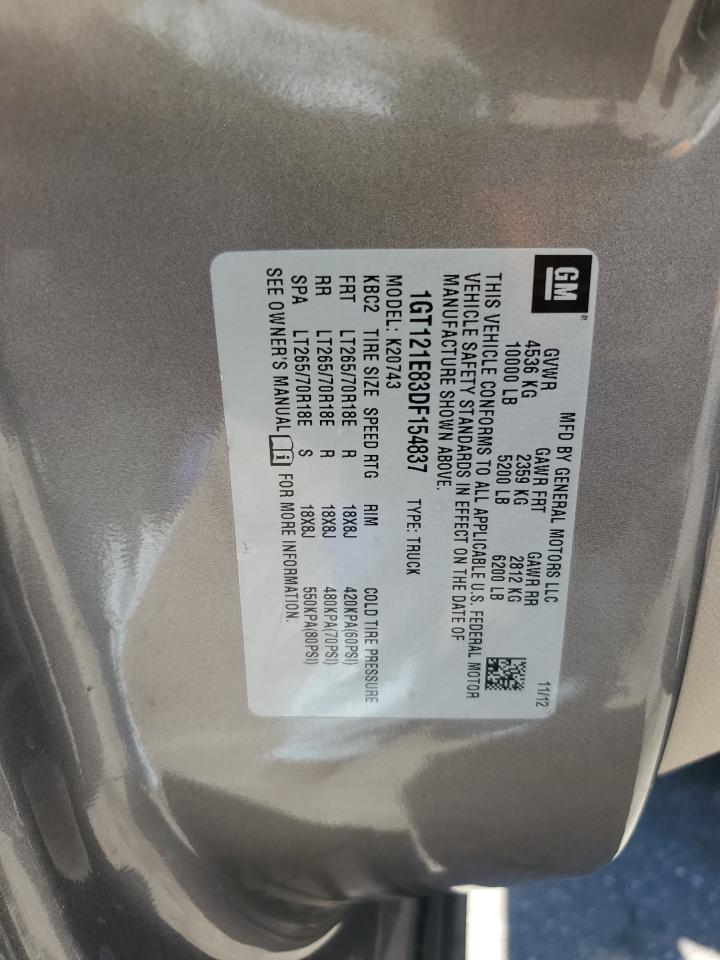 GM ®
MFD BY GENERAL MOTORS LLC 11/12
GVWR GAWR FRT GAWR RR
4536 KG 2359 KG 2812 KG
10000 LB 5200 LB 6200 LB
THIS VEHICLE CONFORMS TO ALL APPLICABLE U.S. FEDERAL MOTOR
VEHICLE SAFETY STANDARDS IN EFFECT ON THE DATE OF
MANUFACTURE SHOWN ABOVE.
1GT121E83DF154837 TYPE: TRUCK
MODEL: K20743
KBC2 TIRE SIZE SPEED RTG RIM COLD TIRE PRESSURE
FRT LT265/70R18E R 18X8J 420KPA(60PSI)
RR LT265/70R18E R 18X8J 480KPA(70PSI)
SPA LT265/70R18E S 18X8J 550KPA(80PSI)
SEE OWNER'S MANUAL i FOR MORE INFORMATION.